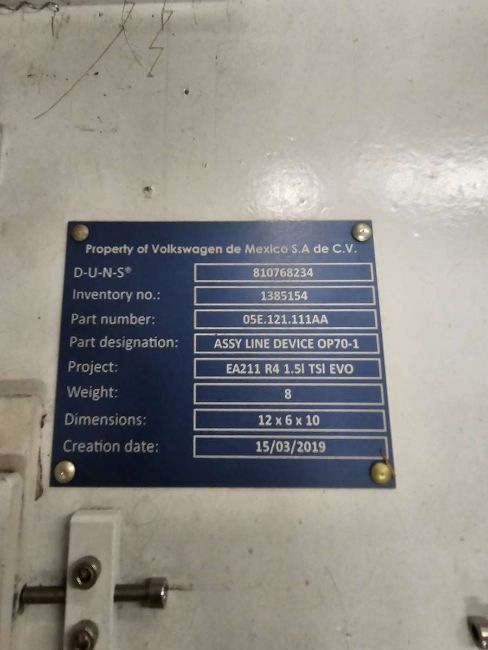 Property of Volkswagen de Mexico S.A de C.V.
D-U-N-S® 810768234
Inventory no.: 1385154
Part number: 05E.121.111AA
Part designation: ASSY LINE DEVICE OP70-1
Project: EA211 R4 1.5l TSI EVO
Weight: 8
Dimensions: 12 x 6 x 10
Creation date: 15/03/2019